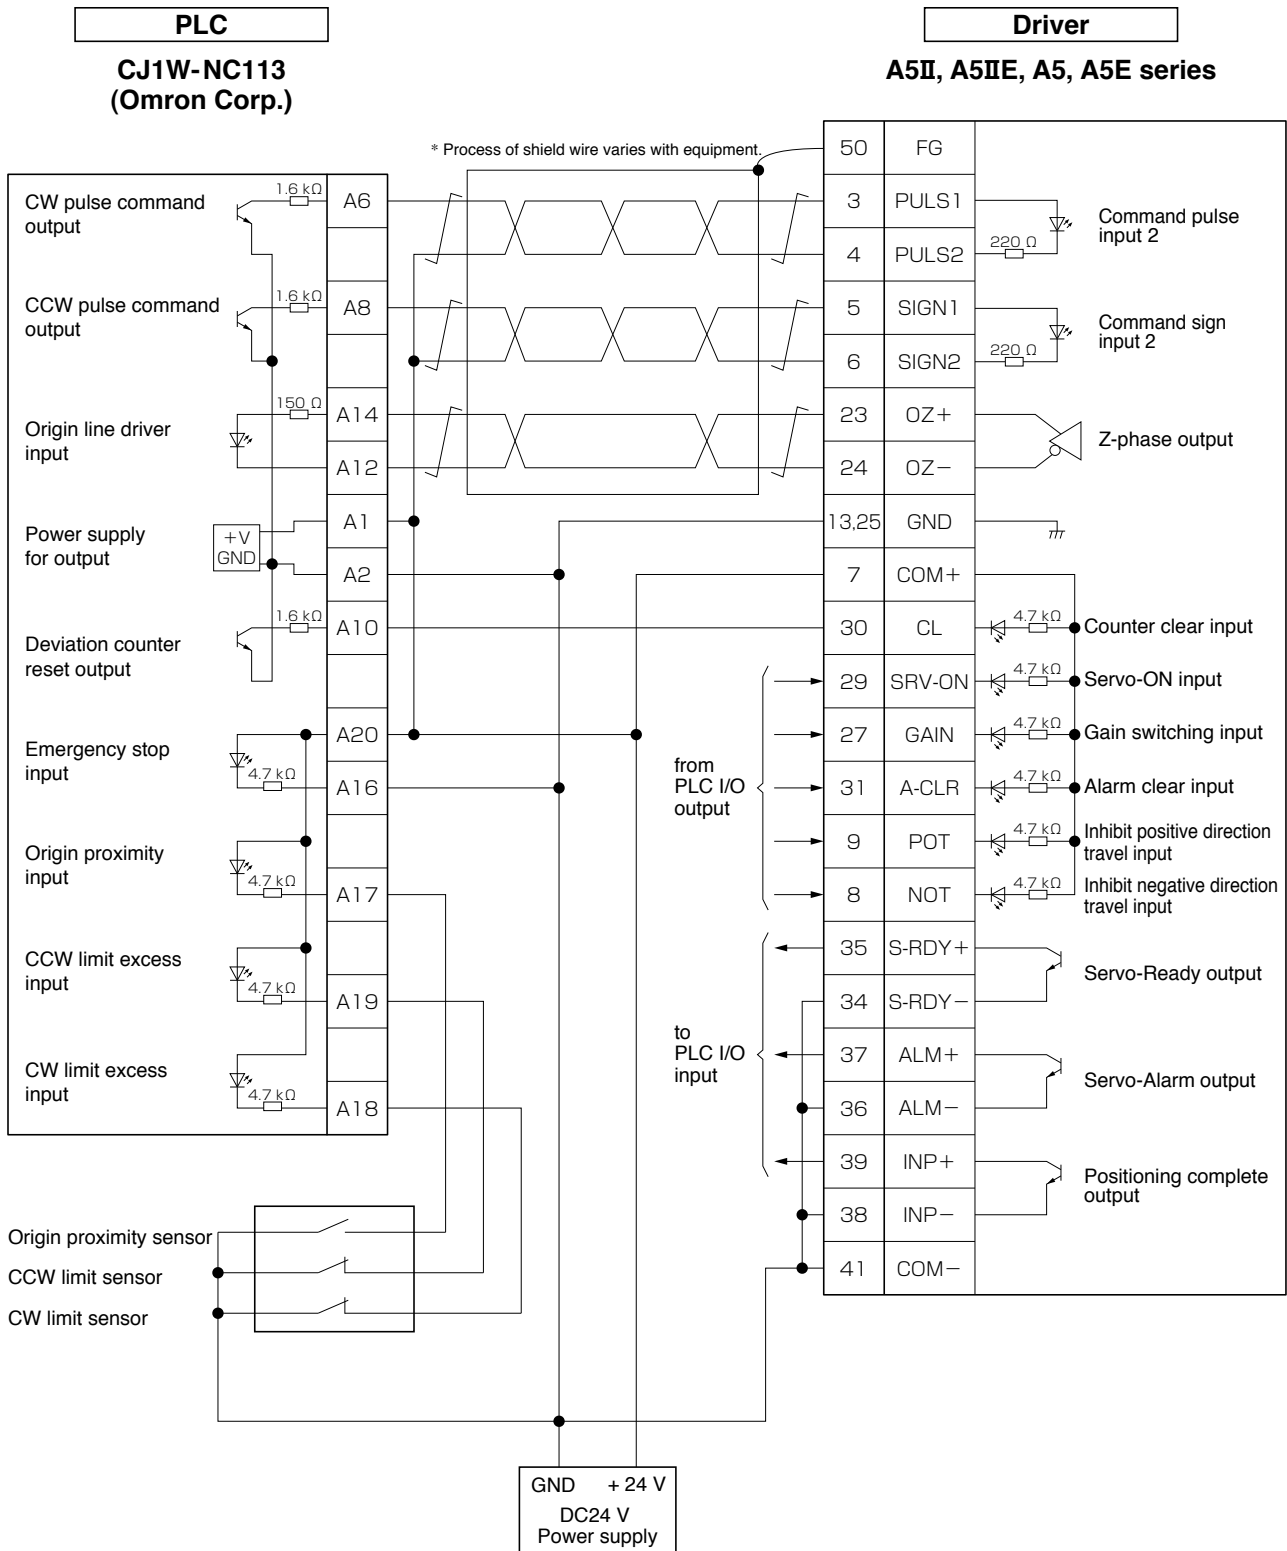 PLC
CJ1W-NC113
(Omron Corp.)
Driver
A5II, A5IIE, A5, A5E series
* Process of shield wire varies with equipment.
CW pulse command
output
1.6 kΩ
A6
CCW pulse command
output
1.6 kΩ
A8
Origin line driver
input
150 Ω
A14
A12
Power supply
for output
+V
GND
A1
A2
Deviation counter
reset output
1.6 kΩ
A10
Emergency stop
input
4.7 kΩ
A20
A16
Origin proximity
input
4.7 kΩ
A17
CCW limit excess
input
4.7 kΩ
A19
CW limit excess
input
4.7 kΩ
A18
Origin proximity sensor
CCW limit sensor
CW limit sensor
50 FG
3 PULS1
4 PULS2
220 Ω
Command pulse
input 2
5 SIGN1
6 SIGN2
220 Ω
Command sign
input 2
23 OZ+
24 OZ−
Z-phase output
13,25 GND
7 COM+
30 CL 4.7 kΩ Counter clear input
29 SRV-ON 4.7 kΩ Servo-ON input
27 GAIN 4.7 kΩ Gain switching input
31 A-CLR 4.7 kΩ Alarm clear input
9 POT 4.7 kΩ Inhibit positive direction
travel input
8 NOT 4.7 kΩ Inhibit negative direction
travel input
from
PLC I/O
output
35 S-RDY+
34 S-RDY−
Servo-Ready output
37 ALM+
36 ALM−
Servo-Alarm output
39 INP+
38 INP−
Positioning complete
output
41 COM−
to
PLC I/O
input
GND + 24 V
DC24 V
Power supply